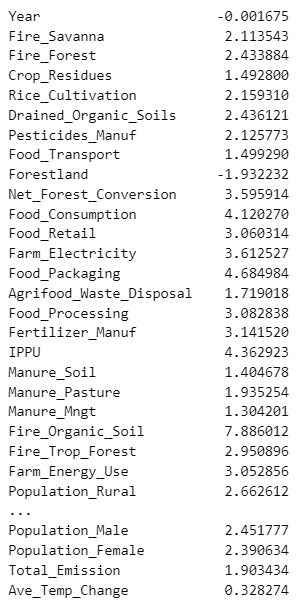 Year -0.001675
Fire_Savanna 2.113543
Fire_Forest 2.433884
Crop_Residues 1.492800
Rice_Cultivation 2.159310
Drained_Organic_Soils 2.436121
Pesticides_Manuf 2.125773
Food_Transport 1.499290
Forestland -1.932232
Net_Forest_Conversion 3.595914
Food_Consumption 4.120270
Food_Retail 3.060314
Farm_Electricity 3.612527
Food_Packaging 4.684984
Agrifood_Waste_Disposal 1.719018
Food_Processing 3.082838
Fertilizer_Manuf 3.141520
IPPU 4.362923
Manure_Soil 1.404678
Manure_Pasture 1.935254
Manure_Mngt 1.304201
Fire_Organic_Soil 7.886012
Fire_Trop_Forest 2.950896
Farm_Energy_Use 3.052856
Population_Rural 2.662612
...
Population_Male 2.451777
Population_Female 2.390634
Total_Emission 1.903434
Ave_Temp_Change 0.328274